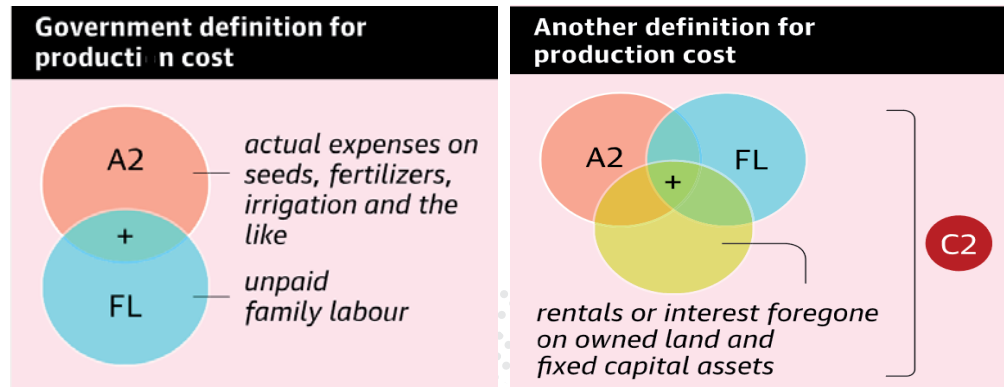 Government definition for
production cost
A2
+
FL
actual expenses on
seeds, fertilizers,
irrigation and the
like
unpaid
family labour
Another definition for
production cost
A2
FL
+
C2
rentals or interest foregone
on owned land and
fixed capital assets